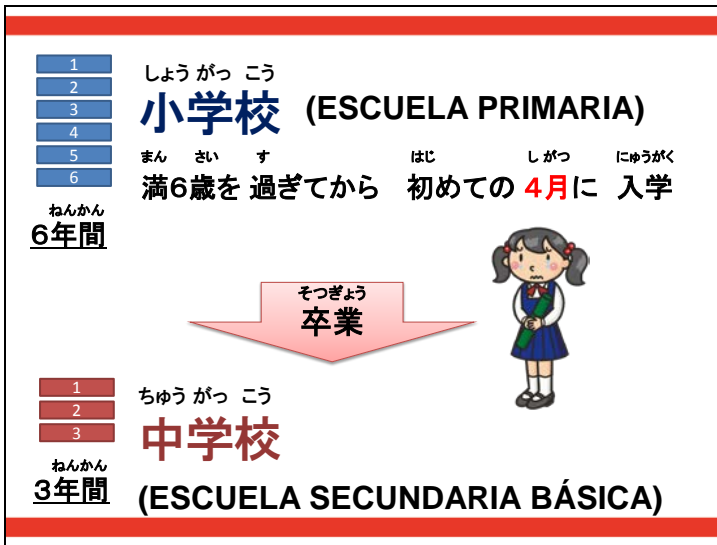 1
2
3
4
5
6
ねんかん
6年間
しょう がっ こう
小学校 (ESCUELA PRIMARIA)
まん さい す はじ しがつ にゅうがく
満6歳を 過ぎてから 初めての 4月に 入学
そつぎょう
卒業
1
2
3
ねんかん
3年間
ちゅう がっ こう
中学校
(ESCUELA SECUNDARIA BÁSICA)